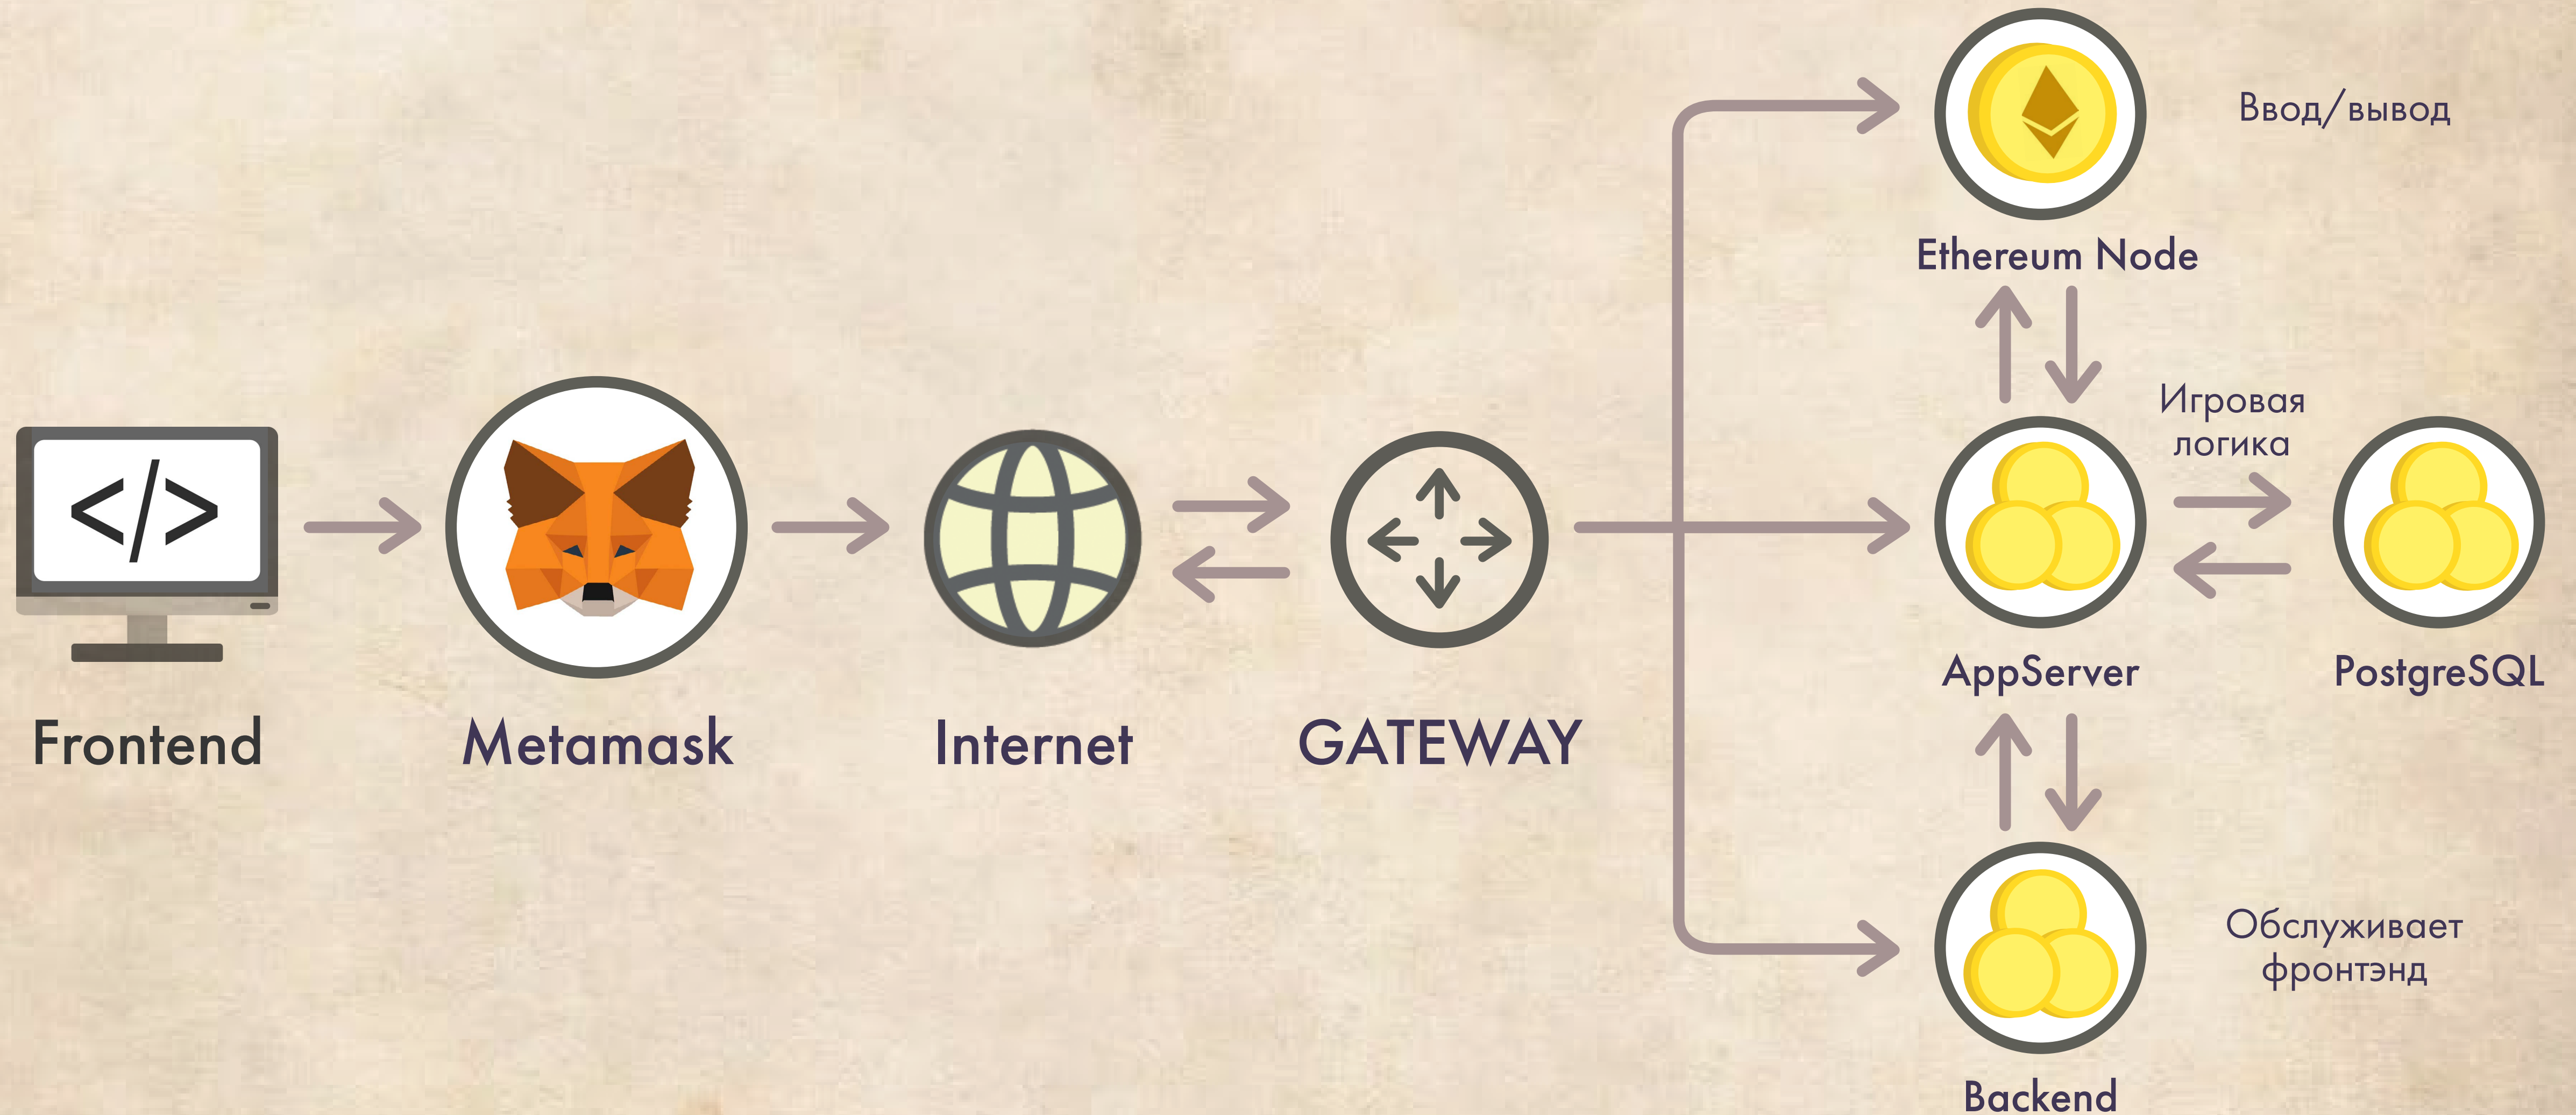 Ввод/вывод
Ethereum Node
Игровая
логика
</>
AppServer
PostgreSQL
Frontend
Metamask
Internet
GATEWAY
Обслуживает
фронтэнд
Backend